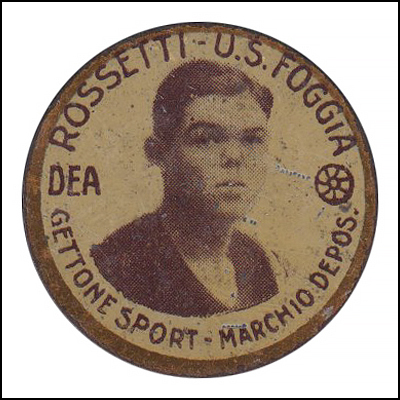 ROSSETTI - U.S. FOGGIA
DEA
GETTONE SPORT - MARCHIO DEPOS.